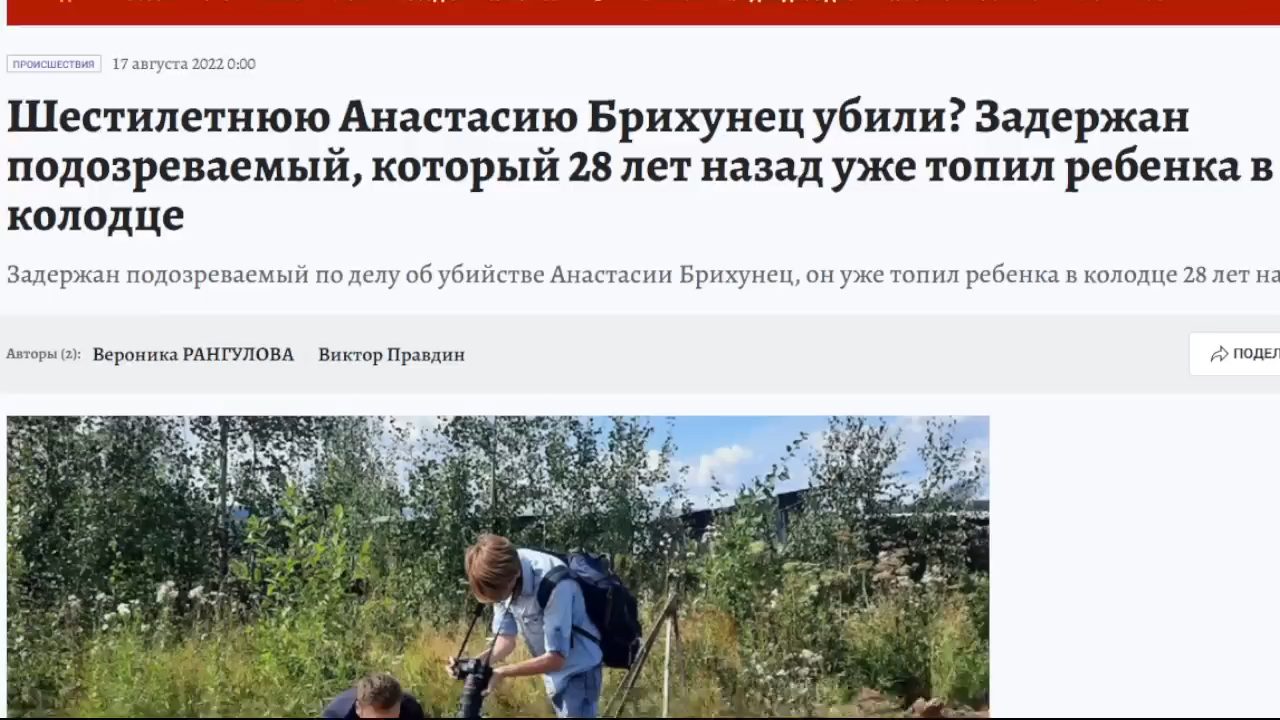 ПРОИСШЕСТВИЯ 17 августа 2022 0:00
Шестилетнюю Анастасию Брихунец убили? Задержан
подозреваемый, который 28 лет назад уже топил ребенка в
колодце
Задержан подозреваемый по делу об убийстве Анастасии Брихунец, он уже топил ребенка в колодце 28 лет на
Авторы (2): Вероника РАНГУЛОВА Виктор Правдин
ПОДЕЛ